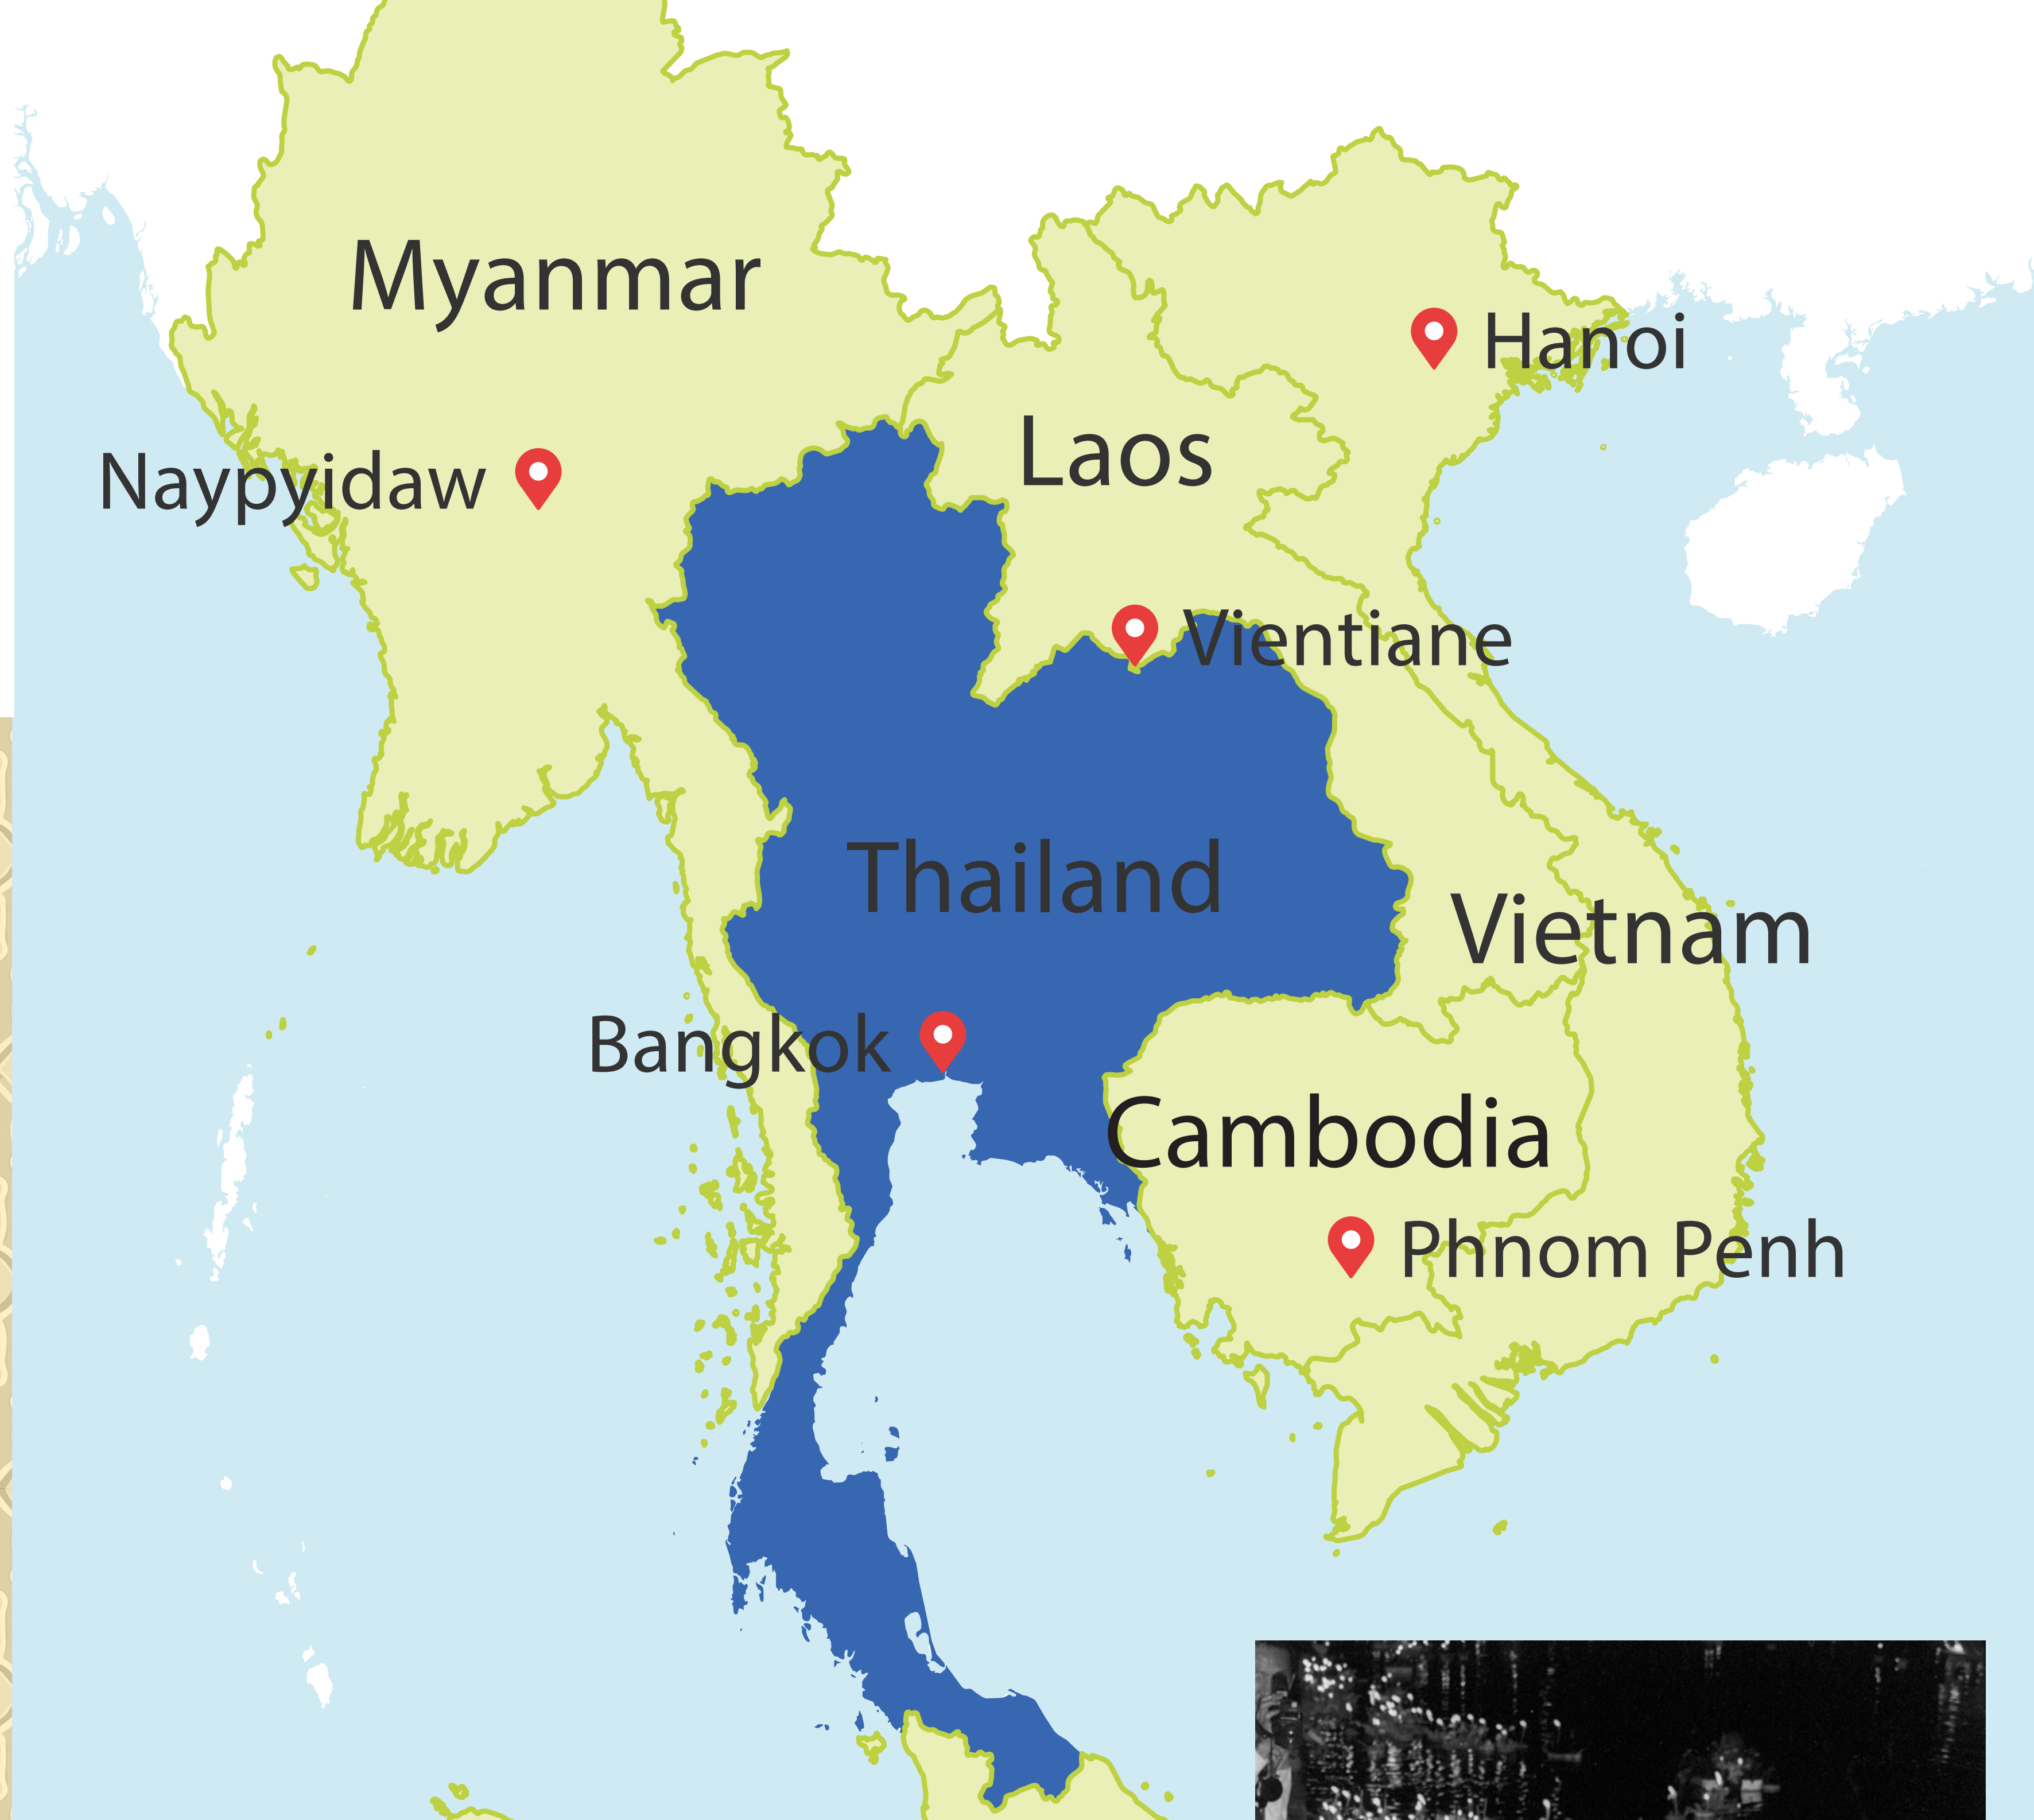 Myanmar
Hanoi
Laos
Naypyidaw
Vientiane
Thailand
Vietnam
Bangkok
Cambodia
Phnom Penh